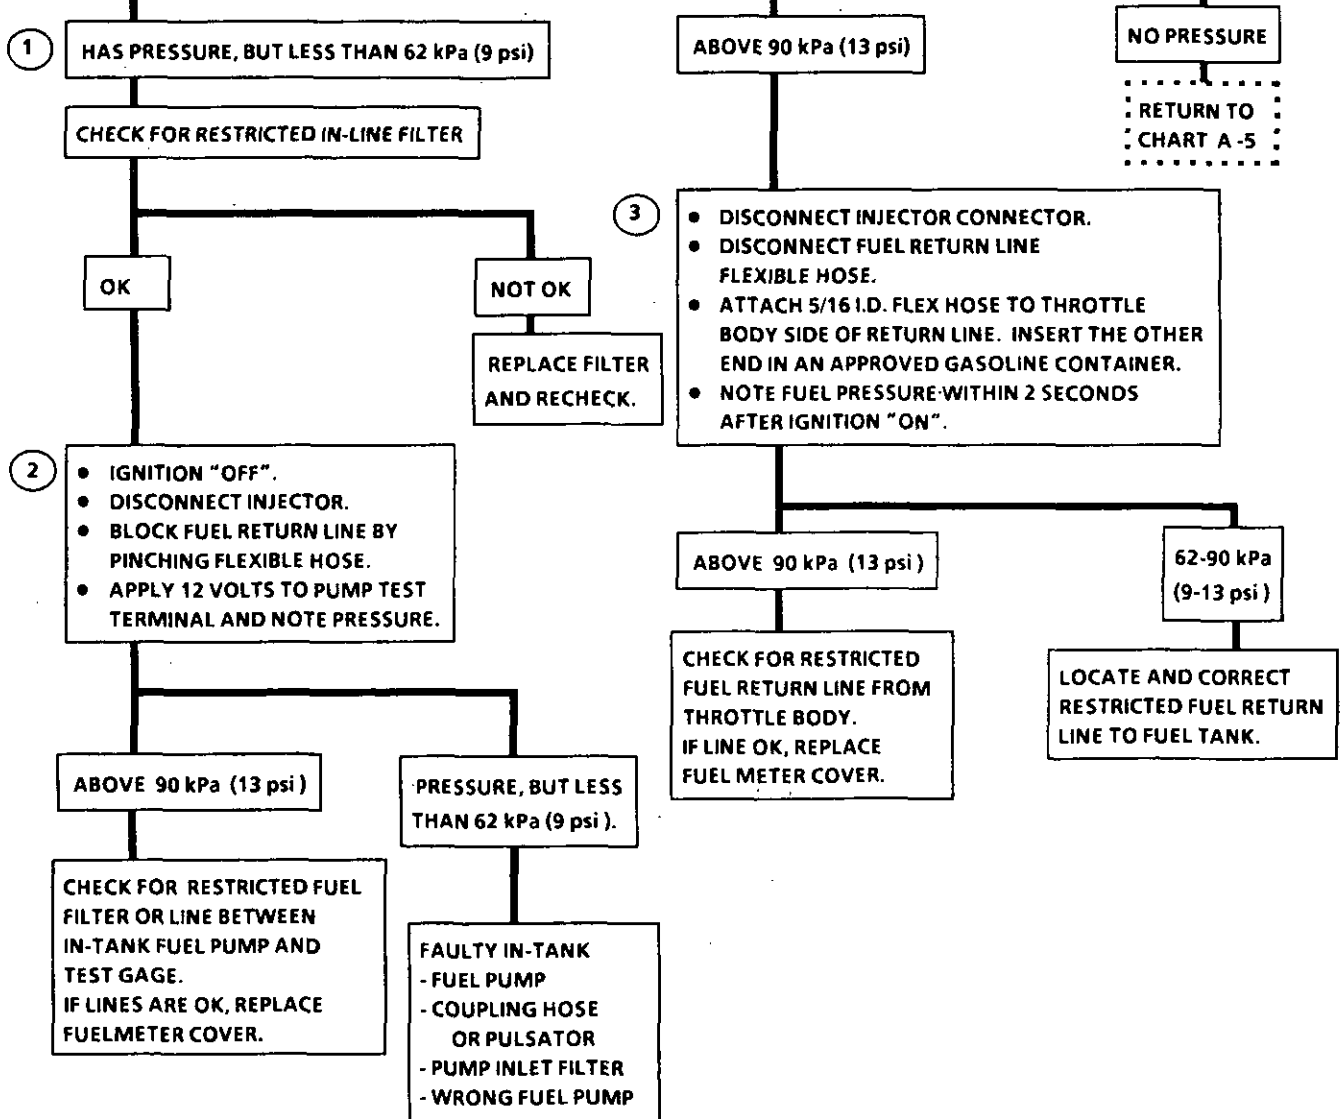 1
HAS PRESSURE, BUT LESS THAN 62 kPa (9 psi)
CHECK FOR RESTRICTED IN-LINE FILTER
OK
NOT OK
REPLACE FILTER
AND RECHECK.
2
• IGNITION "OFF".
• DISCONNECT INJECTOR.
• BLOCK FUEL RETURN LINE BY
PINCHING FLEXIBLE HOSE.
• APPLY 12 VOLTS TO PUMP TEST
TERMINAL AND NOTE PRESSURE.
ABOVE 90 kPa (13 psi)
CHECK FOR RESTRICTED FUEL
FILTER OR LINE BETWEEN
IN-TANK FUEL PUMP AND
TEST GAGE.
IF LINES ARE OK, REPLACE
FUELMETER COVER.
PRESSURE, BUT LESS
THAN 62 kPa (9 psi).
FAULTY IN-TANK
- FUEL PUMP
- COUPLING HOSE
OR PULSATOR
- PUMP INLET FILTER
- WRONG FUEL PUMP
ABOVE 90 kPa (13 psi)
3
• DISCONNECT INJECTOR CONNECTOR.
• DISCONNECT FUEL RETURN LINE
FLEXIBLE HOSE.
• ATTACH 5/16 I.D. FLEX HOSE TO THROTTLE
BODY SIDE OF RETURN LINE. INSERT THE OTHER
END IN AN APPROVED GASOLINE CONTAINER.
• NOTE FUEL PRESSURE WITHIN 2 SECONDS
AFTER IGNITION "ON".
ABOVE 90 kPa (13 psi)
CHECK FOR RESTRICTED
FUEL RETURN LINE FROM
THROTTLE BODY.
IF LINE OK, REPLACE
FUEL METER COVER.
62-90 kPa
(9-13 psi)
LOCATE AND CORRECT
RESTRICTED FUEL RETURN
LINE TO FUEL TANK.
NO PRESSURE
RETURN TO
CHART A-5